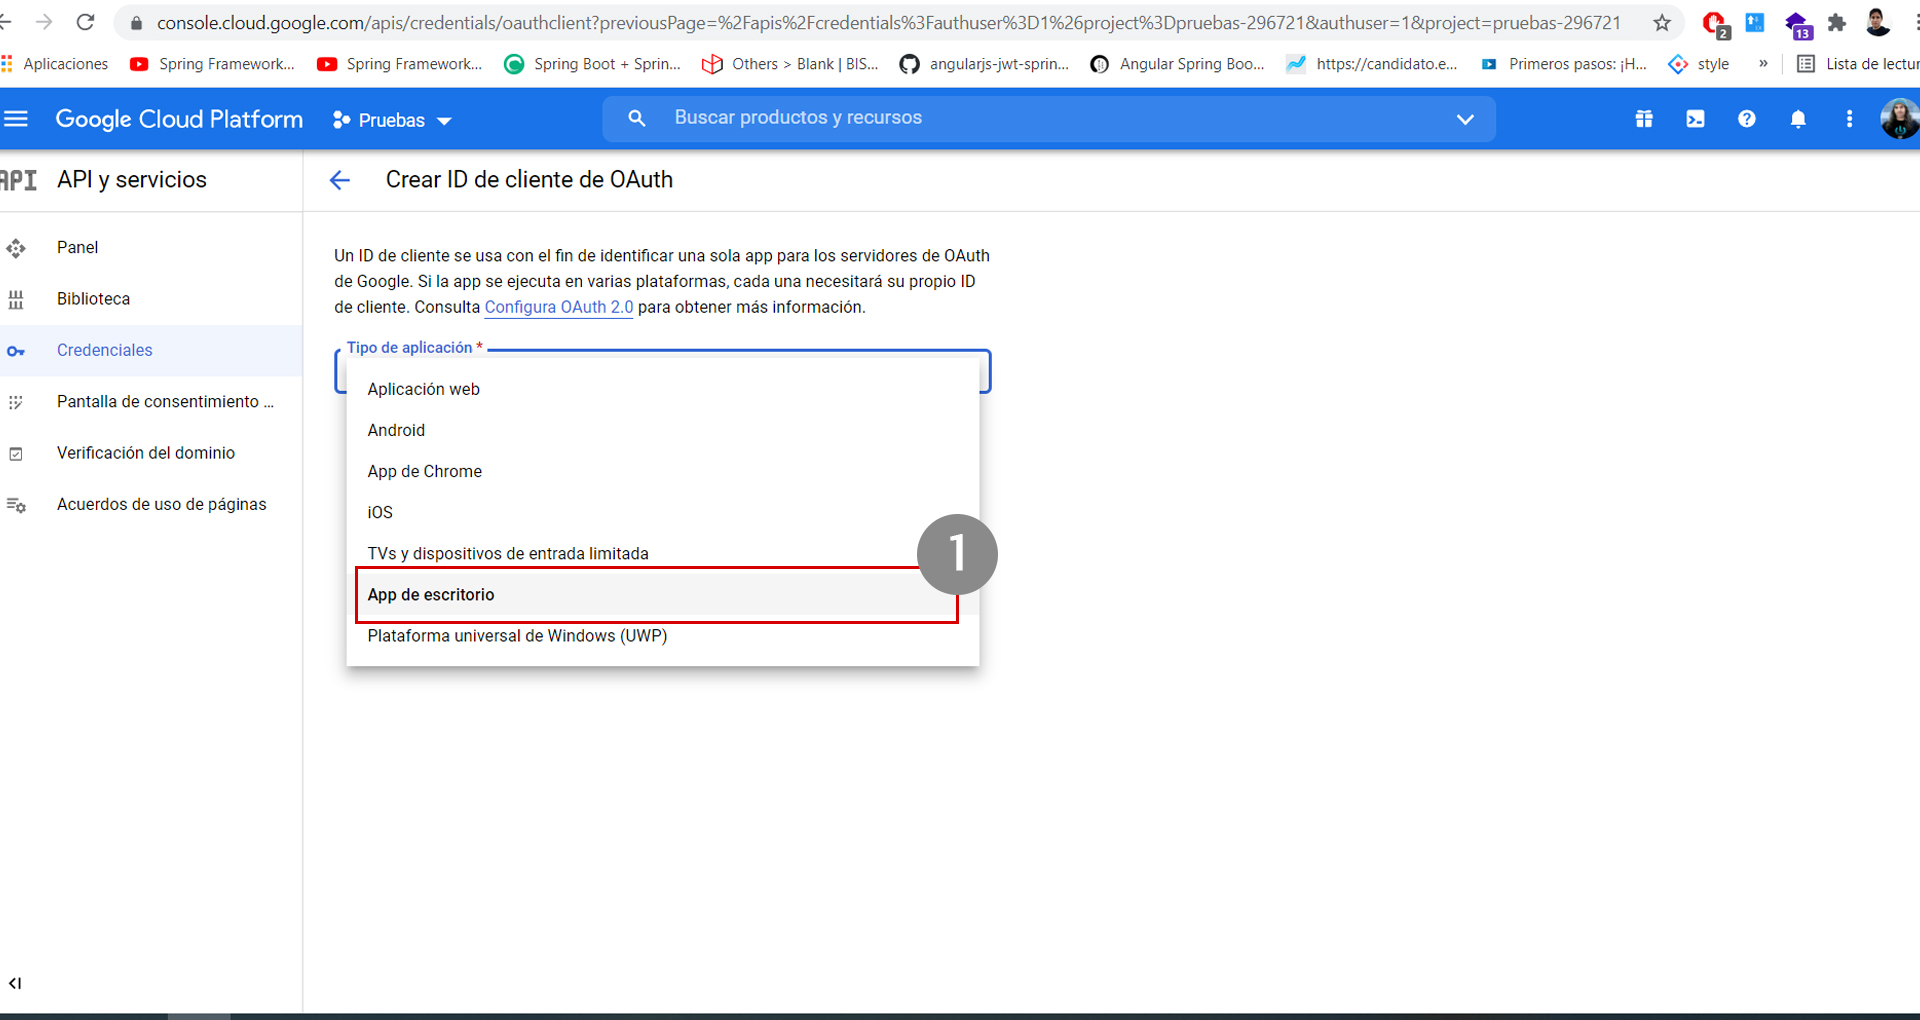 console.cloud.google.com/apis/credentials/oauthclient?previousPage=%2Fapis%2Fcredentials%3Fauthuser%3D1%26project%3Dpruebas-296721&authuser=1&project=pruebas-296721
2
13
Aplicaciones
Spring Framework...
Spring Framework...
Spring Boot + Sprin...
Others > Blank | BIS...
angularjs-jwt-sprin...
Angular Spring Boo...
https://candidato.e...
Primeros pasos: ¡H...
style
»
Lista de lectur
Google Cloud Platform
Pruebas
Buscar productos y recursos
API
API y servicios
Crear ID de cliente de OAuth
Panel
Biblioteca
Credenciales
Pantalla de consentimiento ...
Verificación del dominio
Acuerdos de uso de páginas
Un ID de cliente se usa con el fin de identificar una sola app para los servidores de OAuth
de Google. Si la app se ejecuta en varias plataformas, cada una necesitará su propio ID
de cliente. Consulta Configura OAuth 2.0 para obtener más información.
Tipo de aplicación *
Aplicación web
Android
App de Chrome
iOS
TVs y dispositivos de entrada limitada
1
App de escritorio
Plataforma universal de Windows (UWP)